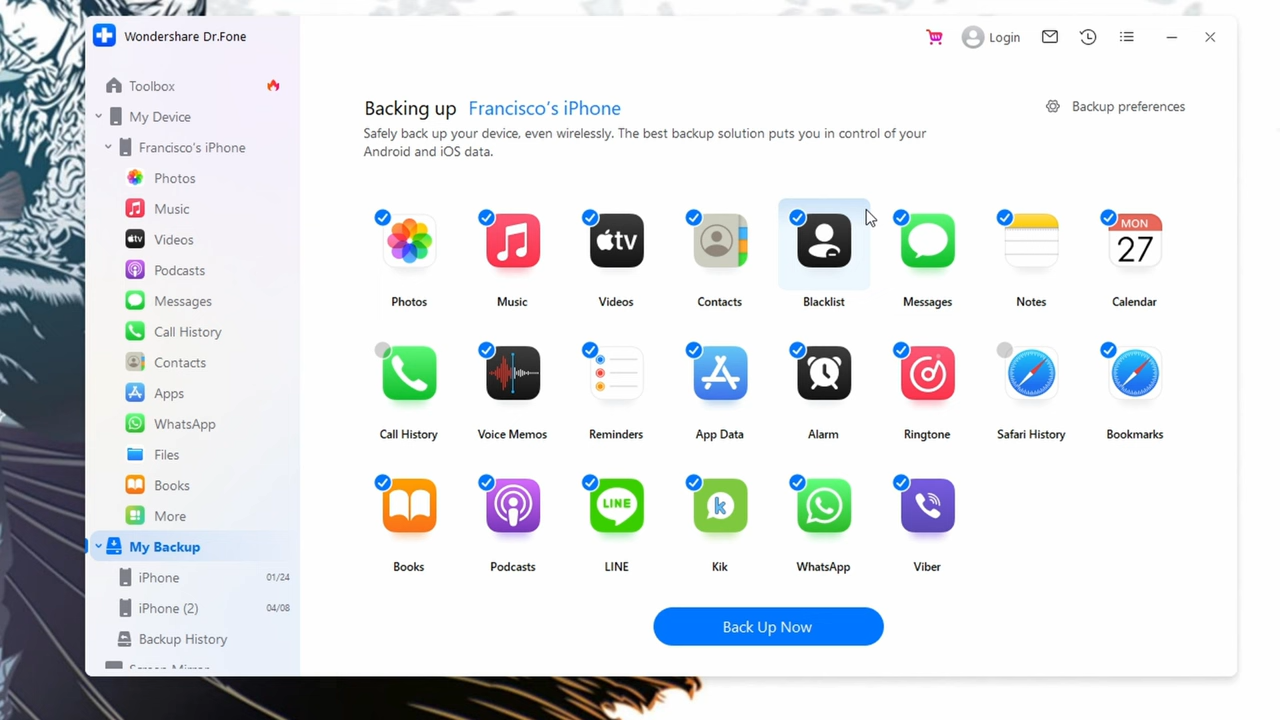 Wondershare Dr.Fone
Login
Toolbox
My Device
Francisco's iPhone
Photos
Music
Videos
Podcasts
Messages
Call History
Contacts
Apps
WhatsApp
Files
Books
More
My Backup
iPhone 01/24
iPhone (2) 04/08
Backup History
Screen Mirror
Backing up Francisco's iPhone
Backup preferences
Safely back up your device, even wirelessly. The best backup solution puts you in control of your
Android and iOS data.
tv
MON
27
Photos Music Videos Contacts Blacklist Messages Notes Calendar
Call History Voice Memos Reminders App Data Alarm Ringtone Safari History Bookmarks
LINE
k
Books Podcasts LINE Kik WhatsApp Viber
Back Up Now